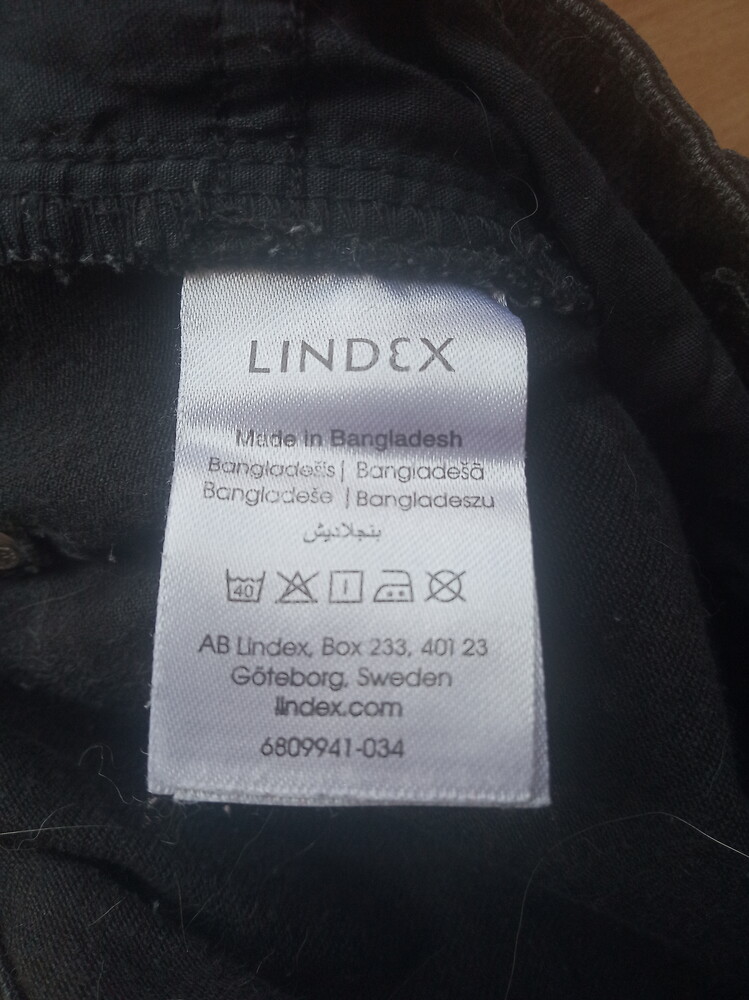 LINDEX
Made in Bangladesh
Bangladešis | Bangladešā
Bangladeše | Bangladeszu
بنجلاديش
40
AB Lindex, Box 233, 401 23
Göteborg, Sweden
lindex.com
6809941-034